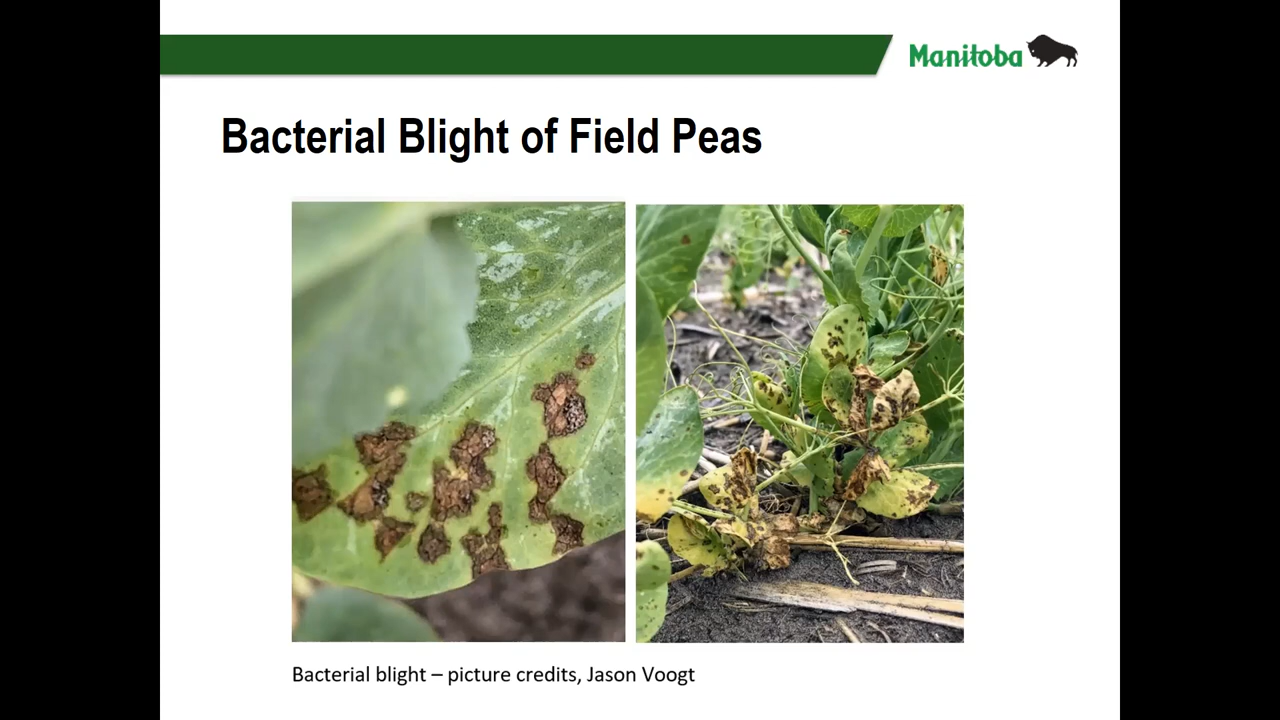 Manitoba
Bacterial Blight of Field Peas
Bacterial blight – picture credits, Jason Voogt